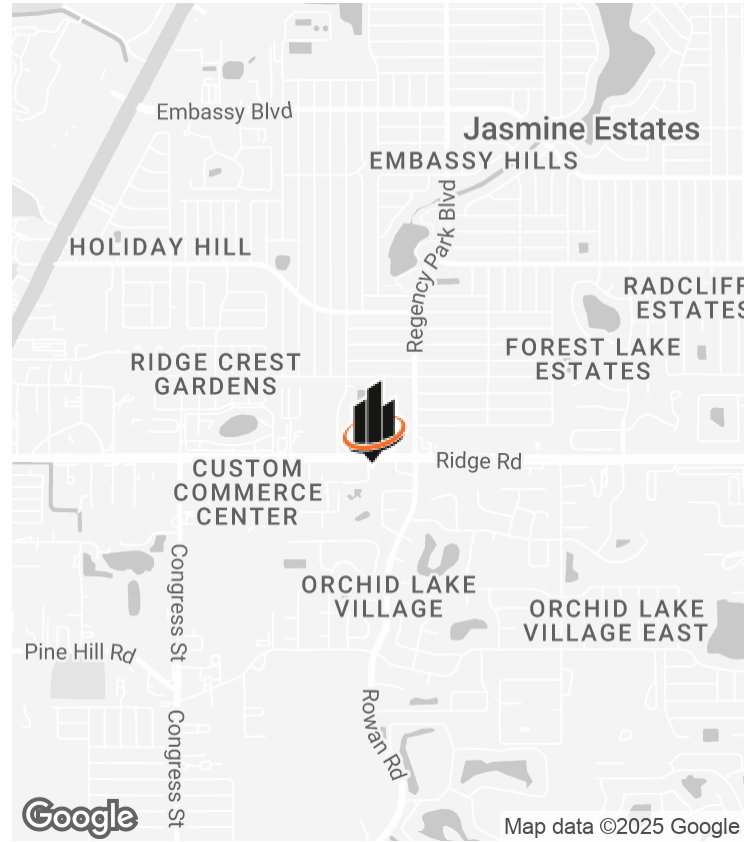 Embassy Blvd
Jasmine Estates
EMBASSY HILLS
Regency Park Blvd
HOLIDAY HILL
RADCLIFF
ESTATES
FOREST LAKE
ESTATES
RIDGE CREST
GARDENS
Ridge Rd
CUSTOM
COMMERCE
CENTER
Congress St
ORCHID LAKE
VILLAGE
ORCHID LAKE
VILLAGE EAST
Pine Hill Rd
Rowan Rd
Congress St
Google
Map data ©2025 Google